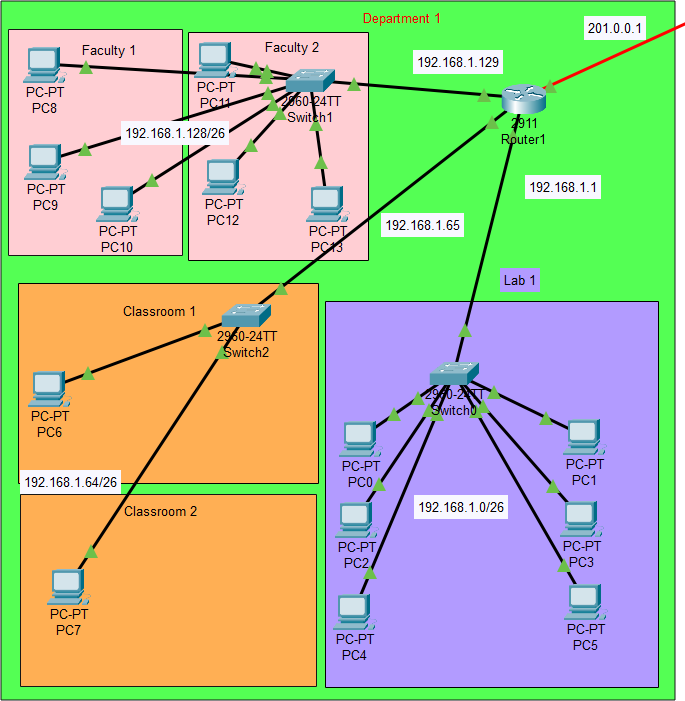 Department 1
201.0.0.1
Faculty 1
Faculty 2
192.168.1.129
PC-PT
PC8
PC-PT
PC11
2960-24TT
Switch1
2911
Router1
192.168.1.128/26
PC-PT
PC9
PC-PT
PC12
PC-PT
PC10
PC-PT
PC13
192.168.1.1
192.168.1.65
Lab 1
Classroom 1
2960-24TT
Switch2
PC-PT
PC6
2960-24TT
Switch0
PC-PT
PC0
PC-PT
PC1
192.168.1.64/26
Classroom 2
192.168.1.0/26
PC-PT
PC2
PC-PT
PC3
PC-PT
PC7
PC-PT
PC4
PC-PT
PC5